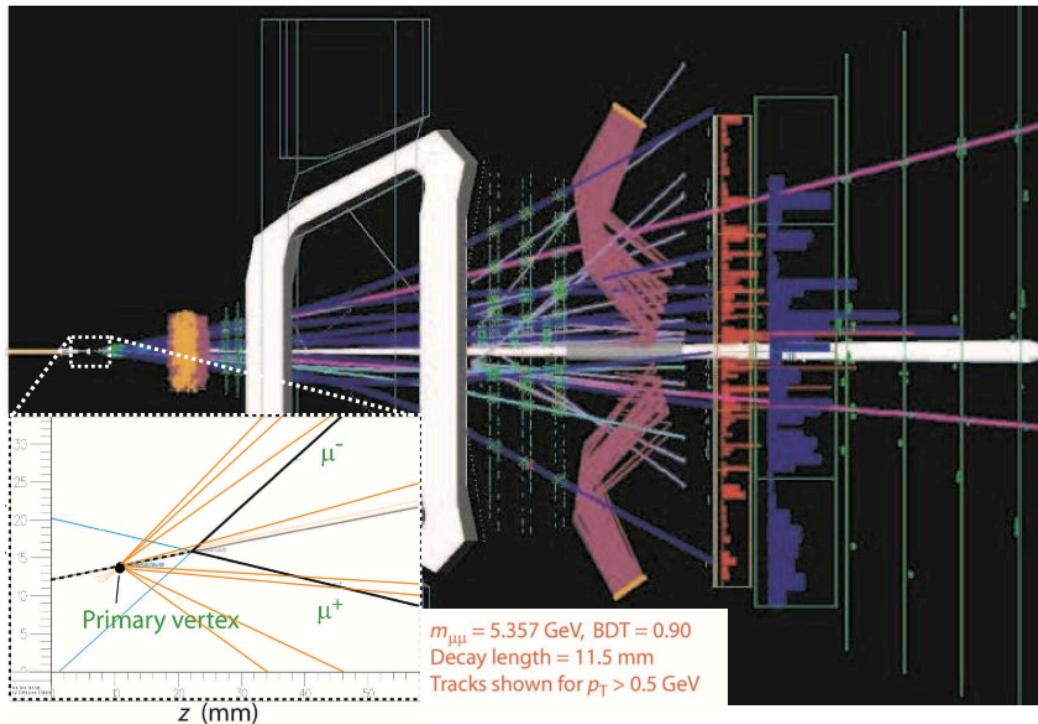 μ⁻
30
25
20
15
10
5
0
μ⁺
Primary vertex
0 10 20 30 40 50
z (mm)
m_μμ = 5.357 GeV, BDT = 0.90
Decay length = 11.5 mm
Tracks shown for p_T > 0.5 GeV